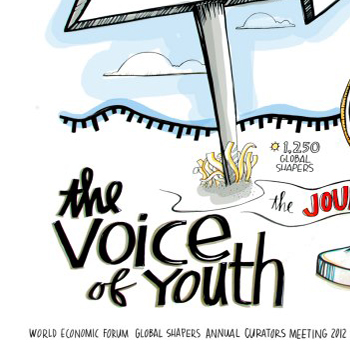 1,250
GLOBAL
SHAPERS
the
the
Voice
of Youth
WORLD ECONOMIC FORUM GLOBAL SHAPERS ANNUAL CURATORS MEETING 2012